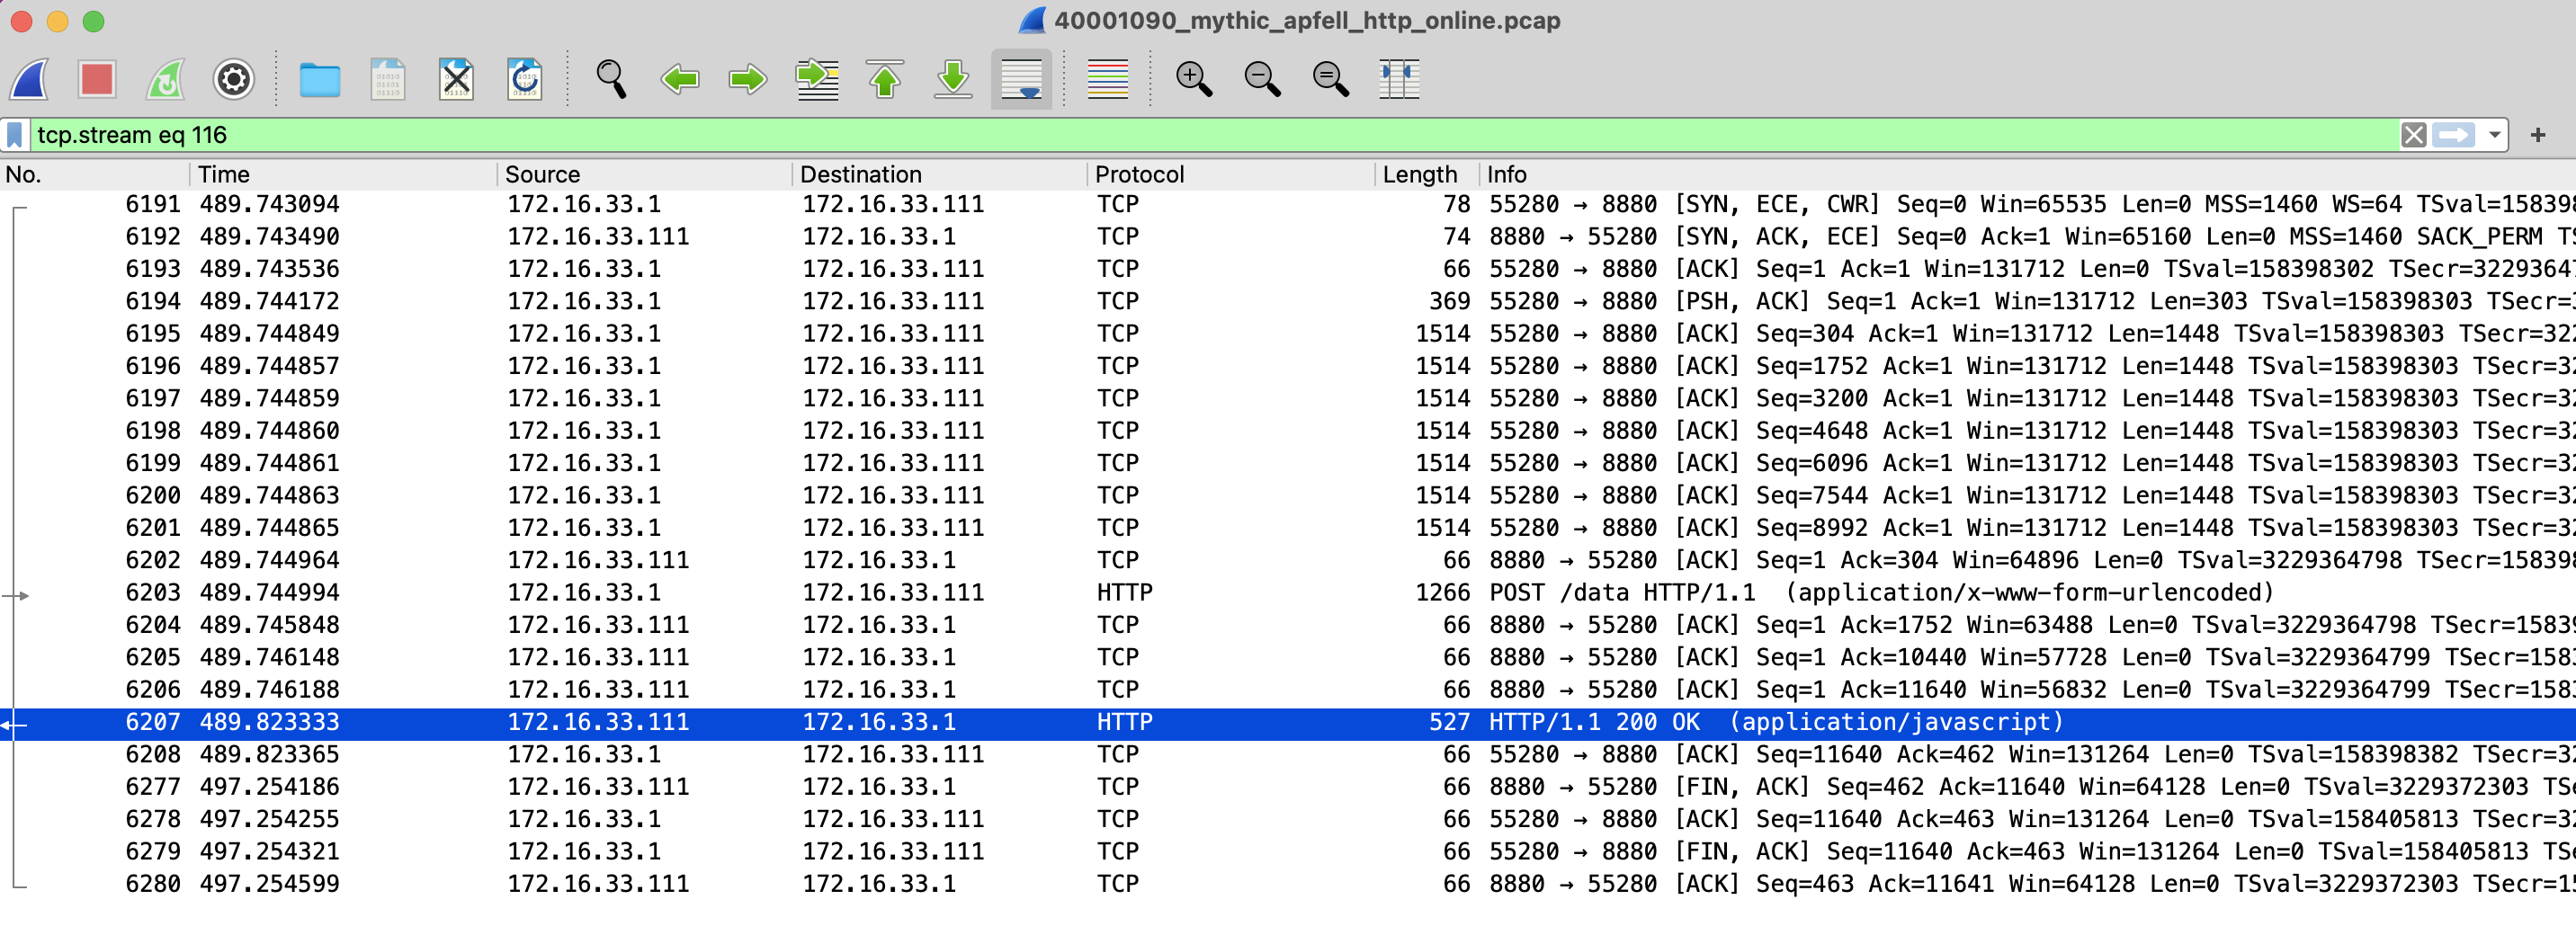 40001090_mythic_apfell_http_online.pcap
tcp.stream eq 116
No. Time Source Destination Protocol Length Info
6191 489.743094 172.16.33.1 172.16.33.111 TCP 78 55280 → 8880 [SYN, ECE, CWR] Seq=0 Win=65535 Len=0 MSS=1460 WS=64 TSval=158398
6192 489.743490 172.16.33.111 172.16.33.1 TCP 74 8880 → 55280 [SYN, ACK, ECE] Seq=0 Ack=1 Win=65160 Len=0 MSS=1460 SACK_PERM TS
6193 489.743536 172.16.33.1 172.16.33.111 TCP 66 55280 → 8880 [ACK] Seq=1 Ack=1 Win=131712 Len=0 TSval=158398302 TSecr=3229364
6194 489.744172 172.16.33.1 172.16.33.111 TCP 369 55280 → 8880 [PSH, ACK] Seq=1 Ack=1 Win=131712 Len=303 TSval=158398303 TSecr=
6195 489.744849 172.16.33.1 172.16.33.111 TCP 1514 55280 → 8880 [ACK] Seq=304 Ack=1 Win=131712 Len=1448 TSval=158398303 TSecr=322
6196 489.744857 172.16.33.1 172.16.33.111 TCP 1514 55280 → 8880 [ACK] Seq=1752 Ack=1 Win=131712 Len=1448 TSval=158398303 TSecr=32
6197 489.744859 172.16.33.1 172.16.33.111 TCP 1514 55280 → 8880 [ACK] Seq=3200 Ack=1 Win=131712 Len=1448 TSval=158398303 TSecr=32
6198 489.744860 172.16.33.1 172.16.33.111 TCP 1514 55280 → 8880 [ACK] Seq=4648 Ack=1 Win=131712 Len=1448 TSval=158398303 TSecr=32
6199 489.744861 172.16.33.1 172.16.33.111 TCP 1514 55280 → 8880 [ACK] Seq=6096 Ack=1 Win=131712 Len=1448 TSval=158398303 TSecr=32
6200 489.744863 172.16.33.1 172.16.33.111 TCP 1514 55280 → 8880 [ACK] Seq=7544 Ack=1 Win=131712 Len=1448 TSval=158398303 TSecr=32
6201 489.744865 172.16.33.1 172.16.33.111 TCP 1514 55280 → 8880 [ACK] Seq=8992 Ack=1 Win=131712 Len=1448 TSval=158398303 TSecr=32
6202 489.744964 172.16.33.111 172.16.33.1 TCP 66 8880 → 55280 [ACK] Seq=1 Ack=304 Win=64896 Len=0 TSval=3229364798 TSecr=158398
6203 489.744994 172.16.33.1 172.16.33.111 HTTP 1266 POST /data HTTP/1.1 (application/x-www-form-urlencoded)
6204 489.745848 172.16.33.111 172.16.33.1 TCP 66 8880 → 55280 [ACK] Seq=1 Ack=1752 Win=63488 Len=0 TSval=3229364798 TSecr=15839
6205 489.746148 172.16.33.111 172.16.33.1 TCP 66 8880 → 55280 [ACK] Seq=1 Ack=10440 Win=57728 Len=0 TSval=3229364799 TSecr=1583
6206 489.746188 172.16.33.111 172.16.33.1 TCP 66 8880 → 55280 [ACK] Seq=1 Ack=11640 Win=56832 Len=0 TSval=3229364799 TSecr=1583
6207 489.823333 172.16.33.111 172.16.33.1 HTTP 527 HTTP/1.1 200 OK (application/javascript)
6208 489.823365 172.16.33.1 172.16.33.111 TCP 66 55280 → 8880 [ACK] Seq=11640 Ack=462 Win=131264 Len=0 TSval=158398382 TSecr=32
6277 497.254186 172.16.33.111 172.16.33.1 TCP 66 8880 → 55280 [FIN, ACK] Seq=462 Ack=11640 Win=64128 Len=0 TSval=3229372303 TSe
6278 497.254255 172.16.33.1 172.16.33.111 TCP 66 55280 → 8880 [ACK] Seq=11640 Ack=463 Win=131264 Len=0 TSval=158405813 TSecr=32
6279 497.254321 172.16.33.1 172.16.33.111 TCP 66 55280 → 8880 [FIN, ACK] Seq=11640 Ack=463 Win=131264 Len=0 TSval=158405813 TSe
6280 497.254599 172.16.33.111 172.16.33.1 TCP 66 8880 → 55280 [ACK] Seq=463 Ack=11641 Win=64128 Len=0 TSval=3229372303 TSecr=15